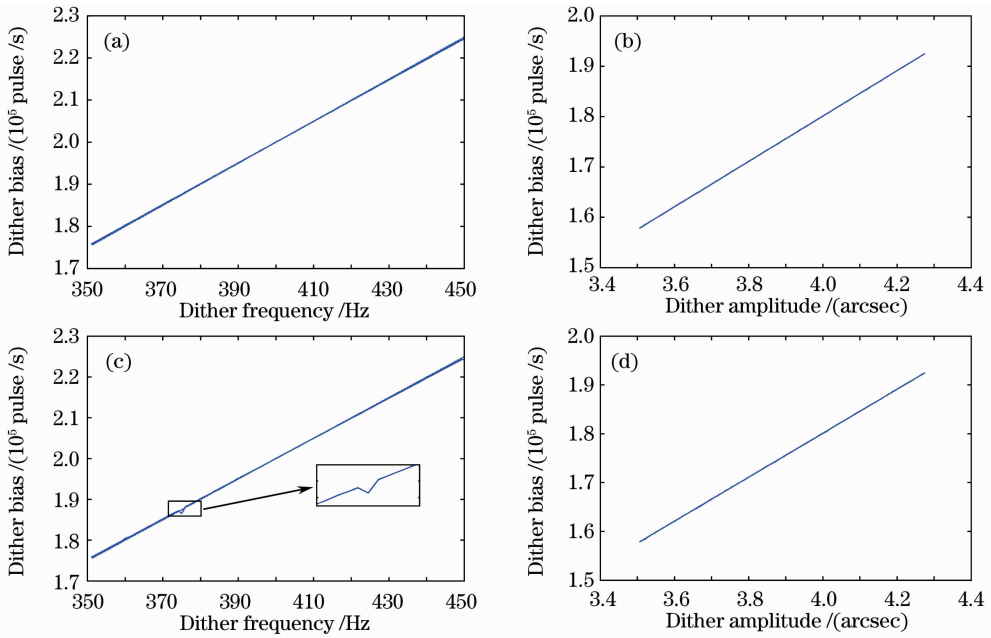 (a)
Dither bias /(10⁵ pulse /s)
2.3
2.2
2.1
2.0
1.9
1.8
1.7
350 370 390 410 430 450
Dither frequency /Hz
(b)
Dither bias /(10⁵ pulse /s)
2.0
1.9
1.8
1.7
1.6
1.5
3.4 3.6 3.8 4.0 4.2 4.4
Dither amplitude /(arcsec)
(c)
Dither bias /(10⁵ pulse /s)
2.3
2.2
2.1
2.0
1.9
1.8
1.7
350 370 390 410 430 450
Dither frequency /Hz
(d)
Dither bias /(10⁵ pulse /s)
2.0
1.9
1.8
1.7
1.6
1.5
3.4 3.6 3.8 4.0 4.2 4.4
Dither amplitude /(arcsec)